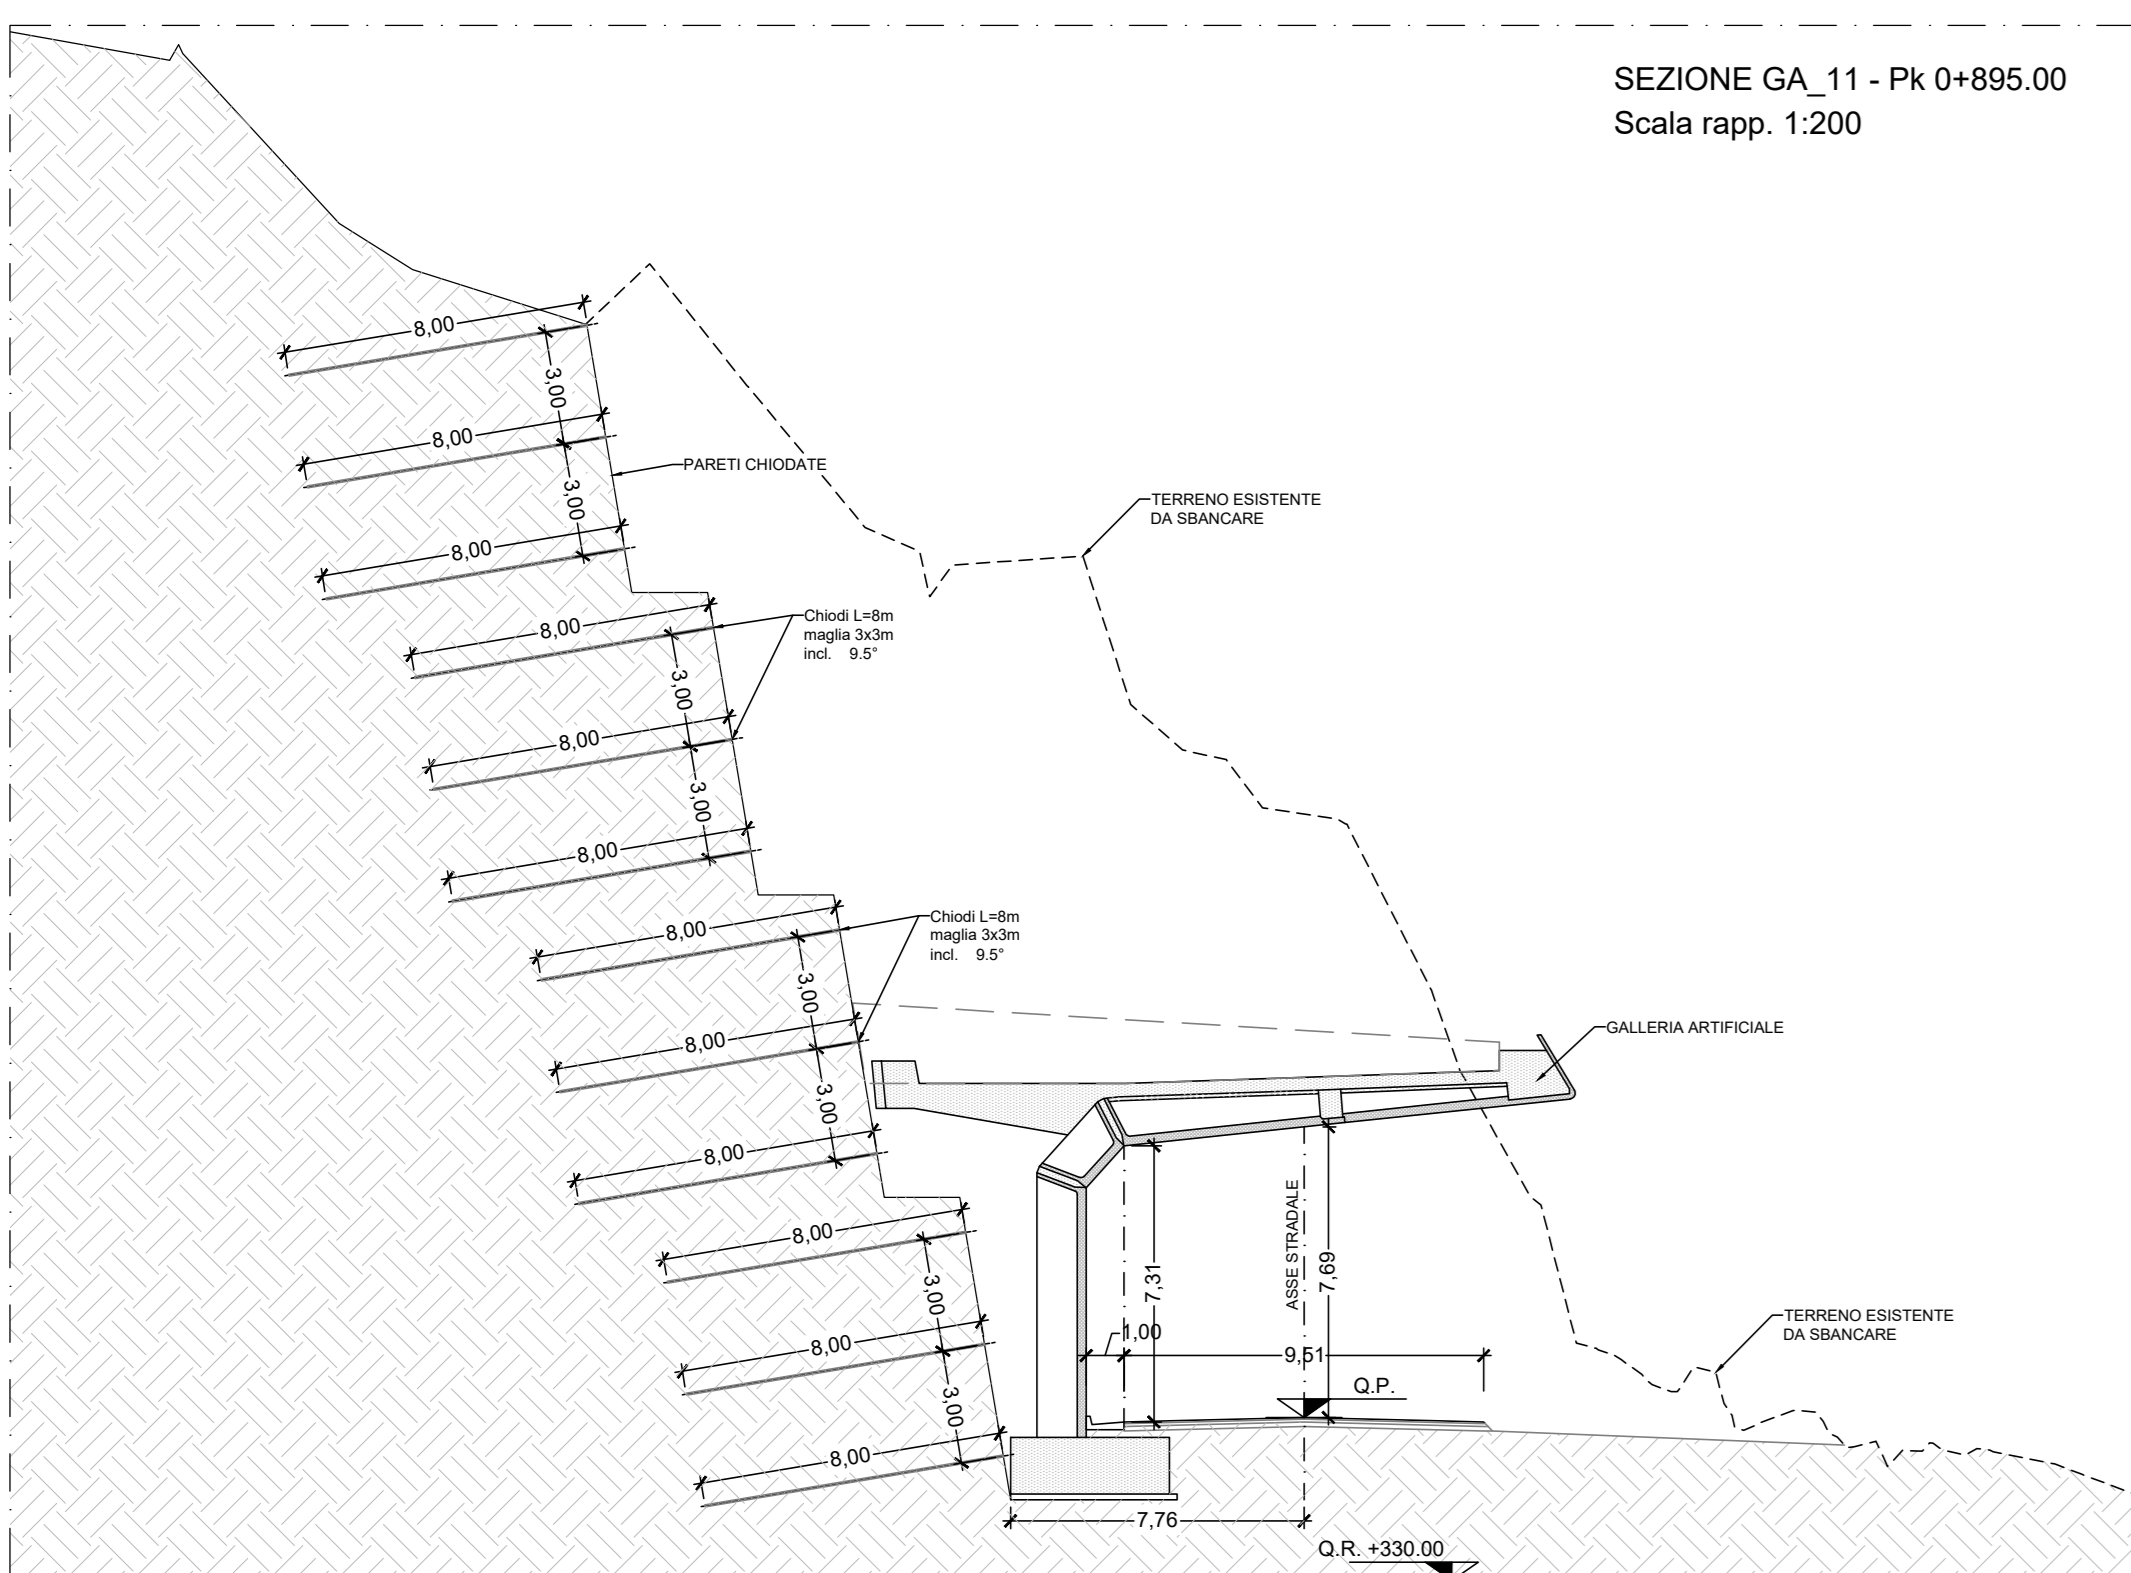 SEZIONE GA_11 - Pk 0+895.00
Scala rapp. 1:200
8,00
3,00
8,00
PARETI CHIODATE
3,00
TERRENO ESISTENTE
DA SBANCARE
8,00
Chiodi L=8m
maglia 3x3m
incl. 9.5°
8,00
3,00
8,00
3,00
8,00
Chiodi L=8m
maglia 3x3m
incl. 9.5°
8,00
3,00
GALLERIA ARTIFICIALE
8,00
3,00
8,00
8,00
3,00
ASSE STRADALE
7,31
7,69
TERRENO ESISTENTE
DA SBANCARE
1,00
8,00
9,51
Q.P.
3,00
8,00
7,76
Q.R. +330.00